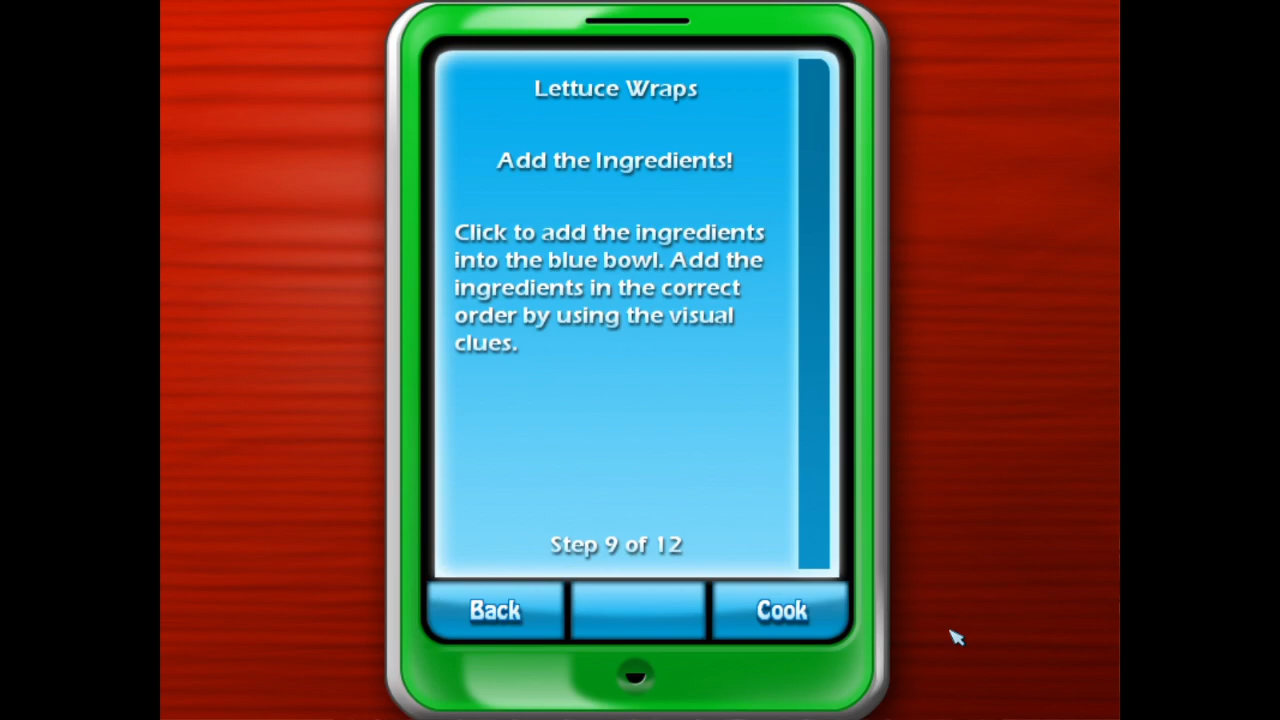 Lettuce Wraps
Add the Ingredients!
Click to add the ingredients
into the blue bowl. Add the
ingredients in the correct
order by using the visual
clues.
Step 9 of 12
Back
Cook